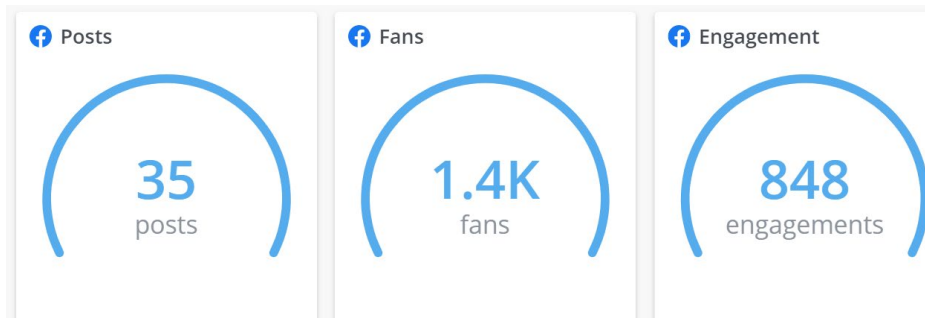 Posts
35
posts
Fans
1.4K
fans
Engagement
848
engagements